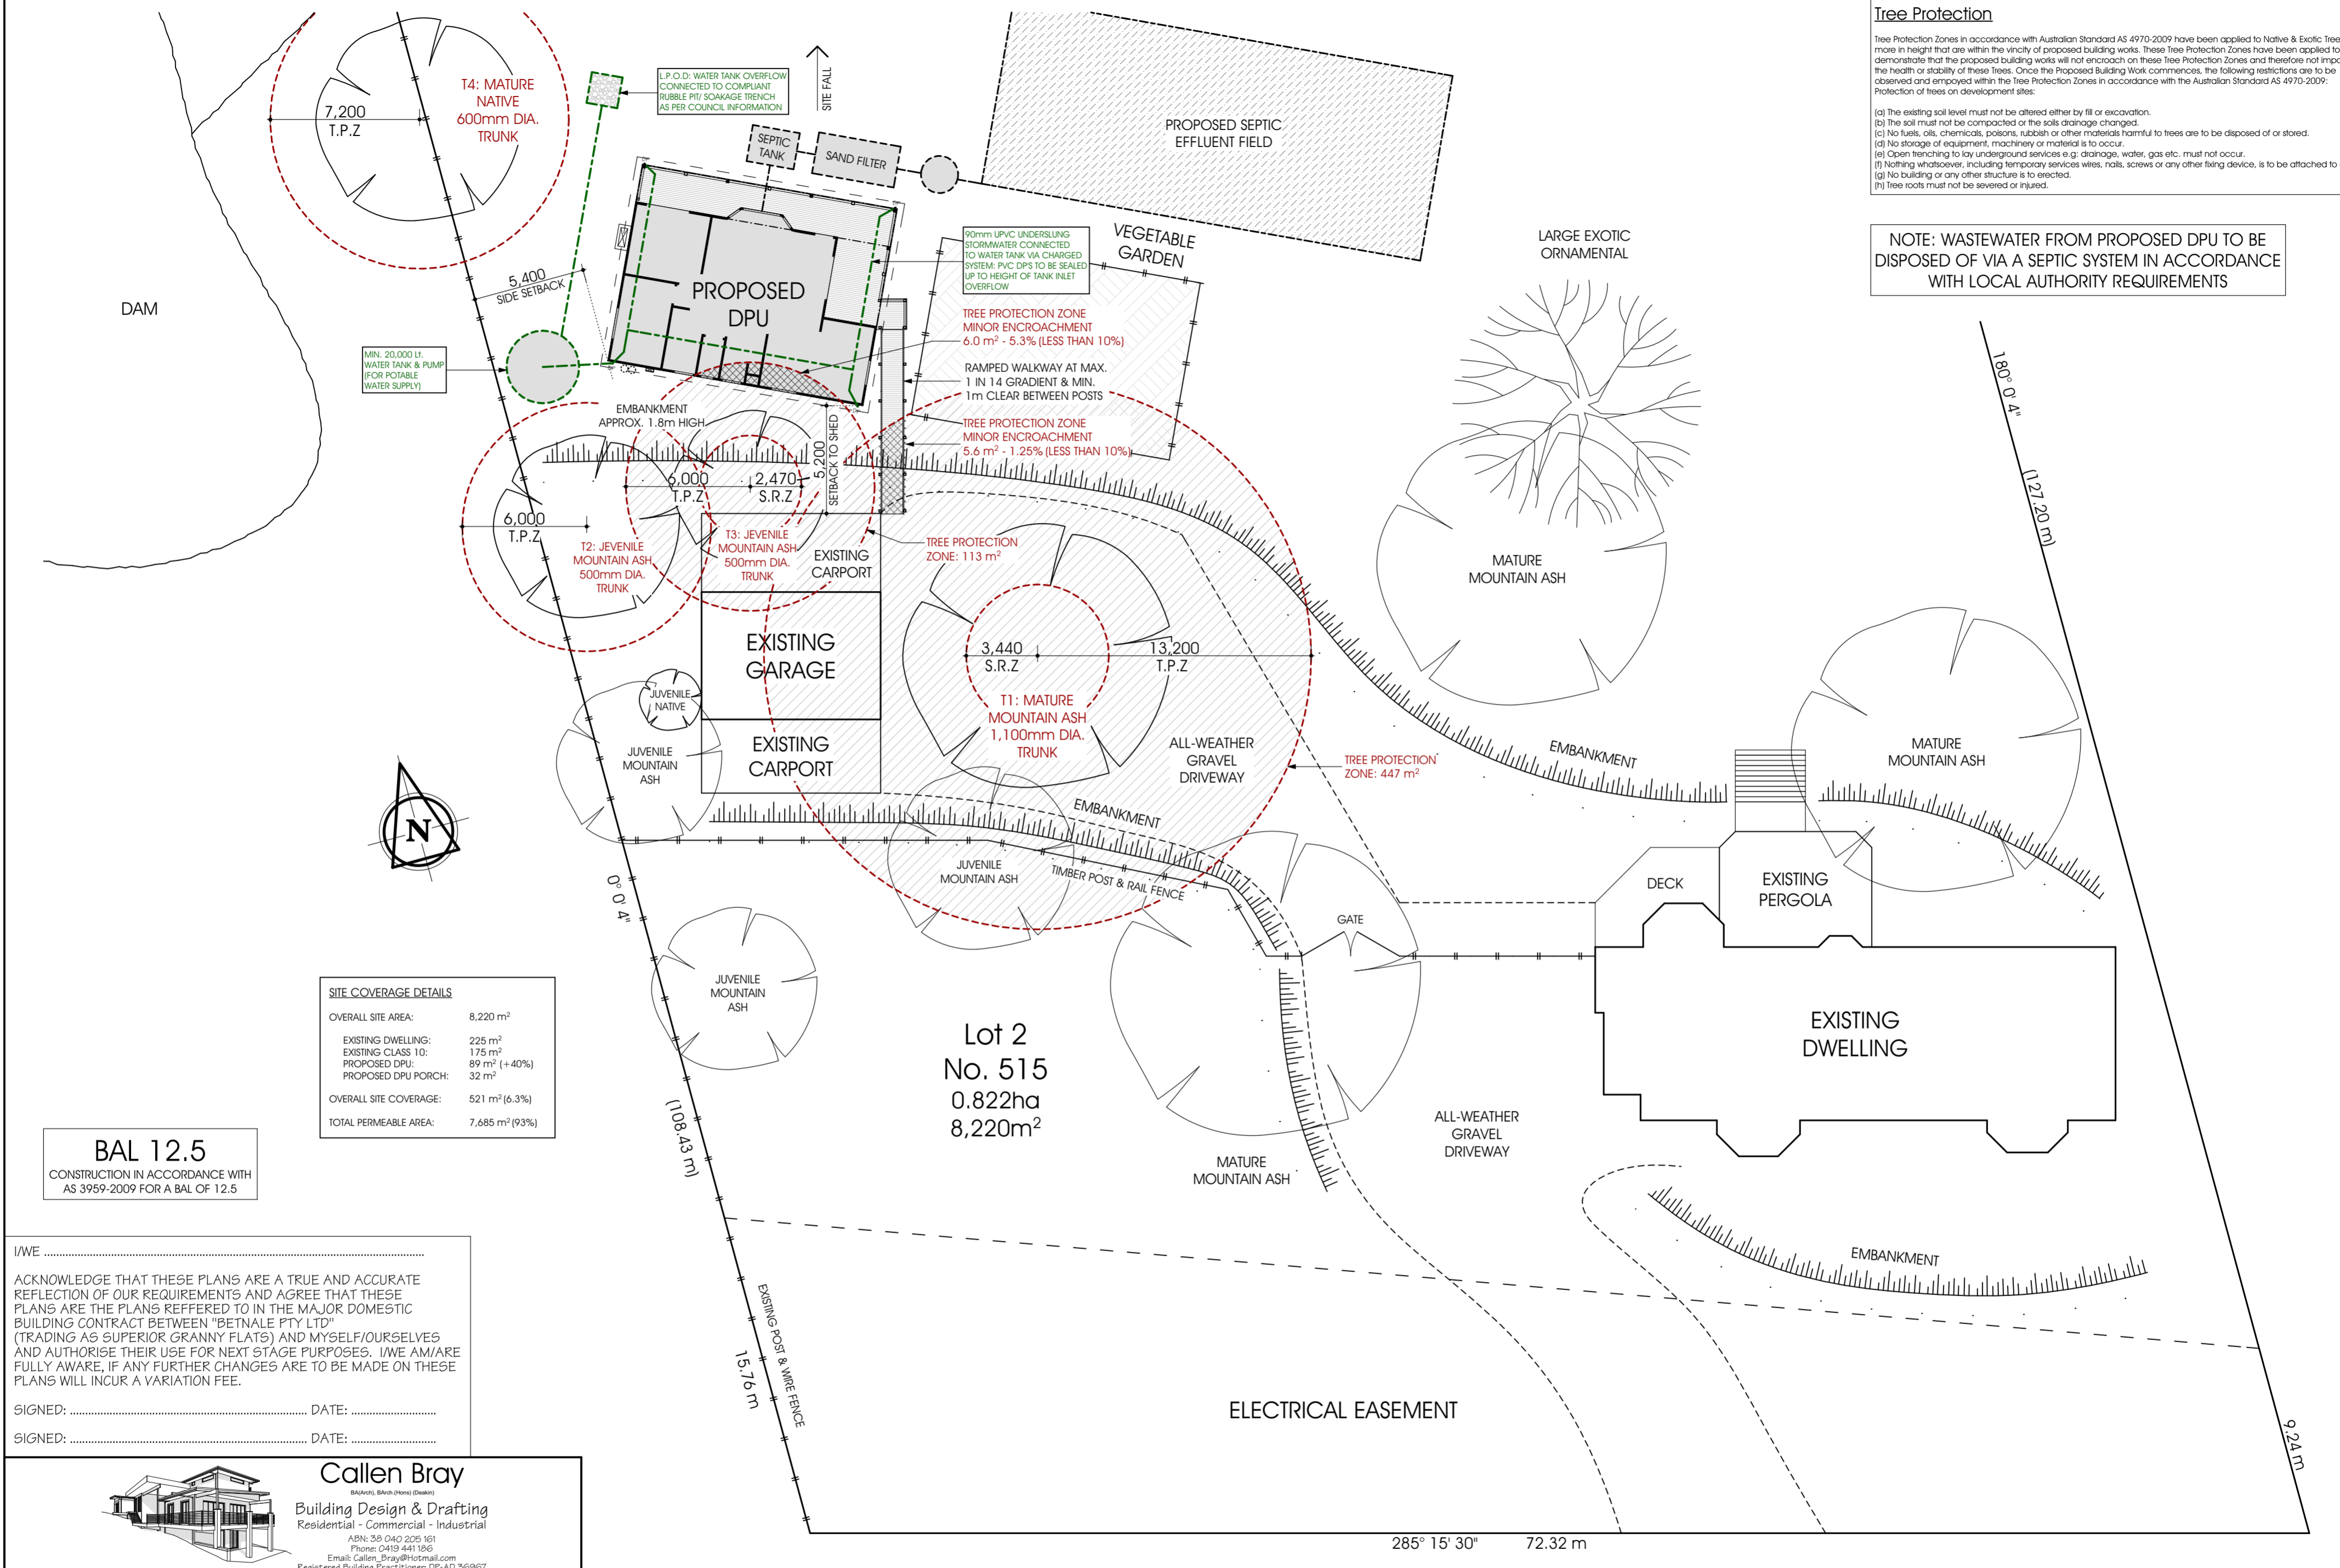 Tree Protection
Tree Protection Zones in accordance with Australian Standard AS 4970-2009 have been applied to Native & Exotic Tree
more in height that are within the vincity of proposed building works. These Tree Protection Zones have been applied to
demonstrate that the proposed building works will not encroach on these Tree Protection Zones and therefore not impa
the health or stability of these Trees. Once the Proposed Building Work commences, the following restrictions are to be
observed and empoyed within the Tree Protection Zones in accordance with the Australian Standard AS 4970-2009:
Protection of trees on development sites:
(a) The existing soil level must not be altered either by fill or excavation.
(b) The soil must not be compacted or the soils drainage changed.
(c) No fuels, oils, chemicals, poisons, rubbish or other materials harmful to trees are to be disposed of or stored.
(d) No storage of equipment, machinery or material is to occur.
(e) Open trenching to lay underground services e.g: drainage, water, gas etc. must not occur.
(f) Nothing whatsoever, including temporary services wires, nails, screws or any other fixing device, is to be attached to
(g) No building or any other structure is to erected.
(h) Tree roots must not be severed or injured.
NOTE: WASTEWATER FROM PROPOSED DPU TO BE
DISPOSED OF VIA A SEPTIC SYSTEM IN ACCORDANCE
WITH LOCAL AUTHORITY REQUIREMENTS
T4: MATURE
NATIVE
600mm DIA.
TRUNK
7,200
T.P.Z
L.P.O.D: WATER TANK OVERFLOW
CONNECTED TO COMPLIANT
RUBBLE PIT/ SOAKAGE TRENCH
AS PER COUNCIL INFORMATION
SITE FALL
SEPTIC
TANK
SAND FILTER
PROPOSED SEPTIC
EFFLUENT FIELD
DAM
5,400
SIDE SETBACK
PROPOSED
DPU
90mm UPVC UNDERSLUNG
STORMWATER CONNECTED
TO WATER TANK VIA CHARGED
SYSTEM: PVC DP'S TO BE SEALED
UP TO HEIGHT OF TANK INLET
OVERFLOW
VEGETABLE
GARDEN
LARGE EXOTIC
ORNAMENTAL
TREE PROTECTION ZONE
MINOR ENCROACHMENT
6.0 m² - 5.3% (LESS THAN 10%)
RAMPED WALKWAY AT MAX.
1 IN 14 GRADIENT & MIN.
1m CLEAR BETWEEN POSTS
TREE PROTECTION ZONE
MINOR ENCROACHMENT
5.6 m² - 1.25% (LESS THAN 10%)
MIN. 20,000 Lt.
WATER TANK & PUMP
(FOR POTABLE
WATER SUPPLY)
EMBANKMENT
APPROX. 1.8m HIGH
5,200
SETBACK TO SHED
6,000
T.P.Z
2,470
S.R.Z
6,000
T.P.Z
T2: JEVENILE
MOUNTAIN ASH
500mm DIA.
TRUNK
T3: JEVENILE
MOUNTAIN ASH
500mm DIA.
TRUNK
EXISTING
CARPORT
TREE PROTECTION
ZONE: 113 m²
MATURE
MOUNTAIN ASH
180° 0' 4"
(127.20 m)
EXISTING
GARAGE
3,440
S.R.Z
13,200
T.P.Z
T1: MATURE
MOUNTAIN ASH
1,100mm DIA.
TRUNK
JUVENILE
NATIVE
JUVENILE
MOUNTAIN
ASH
EXISTING
CARPORT
ALL-WEATHER
GRAVEL
DRIVEWAY
TREE PROTECTION
ZONE: 447 m²
EMBANKMENT
MATURE
MOUNTAIN ASH
N
EMBANKMENT
JUVENILE
MOUNTAIN ASH
TIMBER POST & RAIL FENCE
DECK
EXISTING
PERGOLA
GATE
0° 0' 4"
JUVENILE
MOUNTAIN
ASH
SITE COVERAGE DETAILS
OVERALL SITE AREA: 8,220 m²
EXISTING DWELLING: 225 m²
EXISTING CLASS 10: 175 m²
PROPOSED DPU: 89 m² (+40%)
PROPOSED DPU PORCH: 32 m²
OVERALL SITE COVERAGE: 521 m² (6.3%)
TOTAL PERMEABLE AREA: 7,685 m² (93%)
Lot 2
No. 515
0.822ha
8,220m²
EXISTING
DWELLING
(108.43 m)
MATURE
MOUNTAIN ASH
ALL-WEATHER
GRAVEL
DRIVEWAY
BAL 12.5
CONSTRUCTION IN ACCORDANCE WITH
AS 3959-2009 FOR A BAL OF 12.5
EMBANKMENT
I/WE ....................
ACKNOWLEDGE THAT THESE PLANS ARE A TRUE AND ACCURATE
REFLECTION OF OUR REQUIREMENTS AND AGREE THAT THESE
PLANS ARE THE PLANS REFFERED TO IN THE MAJOR DOMESTIC
BUILDING CONTRACT BETWEEN "BETNALE PTY LTD"
(TRADING AS SUPERIOR GRANNY FLATS) AND MYSELF/OURSELVES
AND AUTHORISE THEIR USE FOR NEXT STAGE PURPOSES. I/WE AM/ARE
FULLY AWARE, IF ANY FURTHER CHANGES ARE TO BE MADE ON THESE
PLANS WILL INCUR A VARIATION FEE.
SIGNED: .................... DATE: ....................
SIGNED: .................... DATE: ....................
EXISTING POST & WIRE FENCE
15.76 m
ELECTRICAL EASEMENT
9.24 m
285° 15' 30" 72.32 m
Callen Bray
BA(Arch), BArch (Hons) (Deakin)
Building Design & Drafting
Residential - Commercial - Industrial
ABN: 38 040 205 161
Phone: 0419 441 186
Email: Callen_Bray@Hotmail.com
Registered Building Practitioner: DP-AD 36967